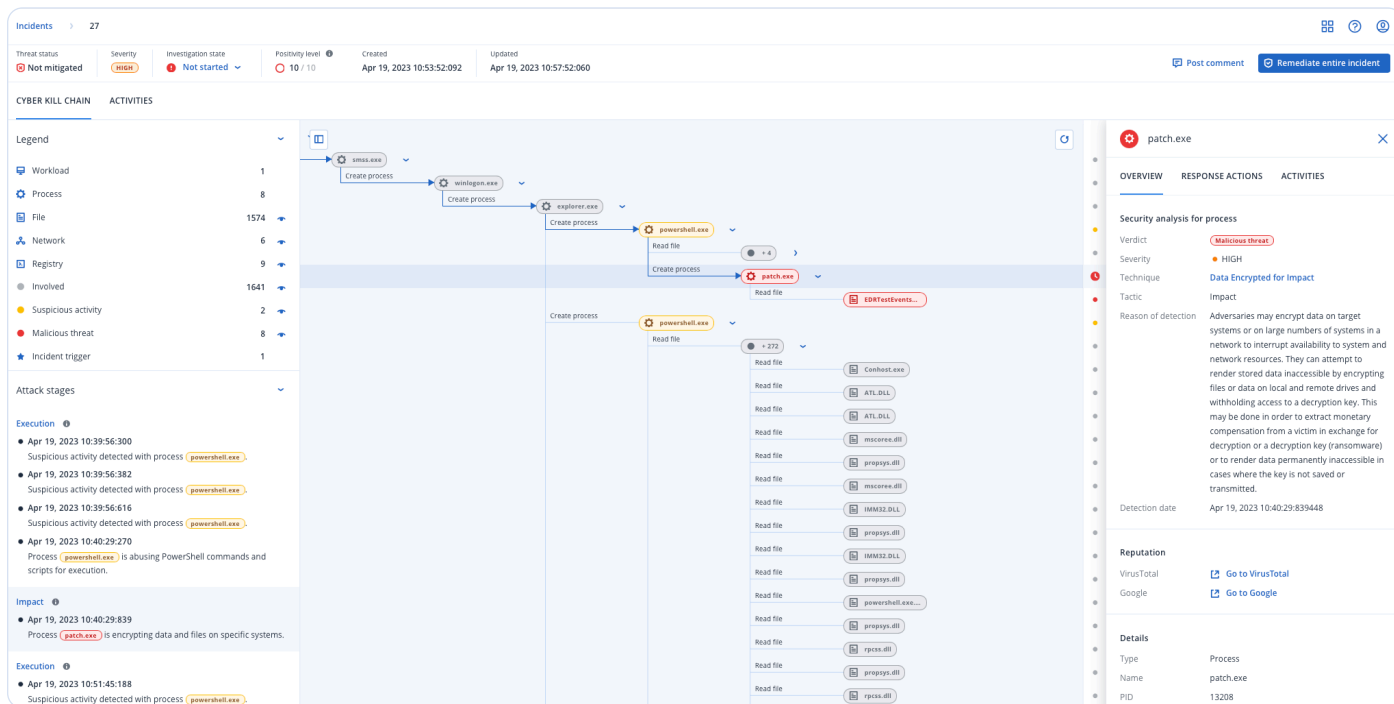 Incidents > 27
Threat status
Not mitigated
Severity
HIGH
Investigation state
Not started
Positivity level
10 / 10
Created
Apr 19, 2023 10:53:52:092
Updated
Apr 19, 2023 10:57:52:060
Post comment
Remediate entire incident
CYBER KILL CHAIN
ACTIVITIES
Legend
Workload 1
Process 8
File 1574
Network 6
Registry 9
Involved 1641
Suspicious activity 2
Malicious threat 8
Incident trigger 1
Attack stages
Execution
Apr 19, 2023 10:39:56:300
Suspicious activity detected with process powershell.exe.
Apr 19, 2023 10:39:56:382
Suspicious activity detected with process powershell.exe.
Apr 19, 2023 10:39:56:616
Suspicious activity detected with process powershell.exe.
Apr 19, 2023 10:40:29:270
Process powershell.exe is abusing PowerShell commands and
scripts for execution.
Impact
Apr 19, 2023 10:40:29:839
Process patch.exe is encrypting data and files on specific systems.
Execution
Apr 19, 2023 10:51:45:188
Suspicious activity detected with process powershell.exe.
smss.exe
Create process
winlogon.exe
Create process
explorer.exe
Create process
powershell.exe
Read file
+ 4
Create process
patch.exe
Read file
EDRTestEvents...
Create process
powershell.exe
Read file
+ 272
Read file
Conhost.exe
Read file
ATL.DLL
Read file
ATL.DLL
Read file
mscoree.dll
Read file
propsys.dll
Read file
mscoree.dll
Read file
IMM32.DLL
Read file
propsys.dll
Read file
IMM32.DLL
Read file
propsys.dll
Read file
powershell.exe...
Read file
propsys.dll
Read file
rpcss.dll
Read file
propsys.dll
Read file
rpcss.dll
patch.exe
OVERVIEW
RESPONSE ACTIONS
ACTIVITIES
Security analysis for process
Verdict Malicious threat
Severity HIGH
Technique Data Encrypted for Impact
Tactic Impact
Reason of detection Adversaries may encrypt data on target
systems or on large numbers of systems in a
network to interrupt availability to system and
network resources. They can attempt to
render stored data inaccessible by encrypting
files or data on local and remote drives and
withholding access to a decryption key. This
may be done in order to extract monetary
compensation from a victim in exchange for
decryption or a decryption key (ransomware)
or to render data permanently inaccessible in
cases where the key is not saved or
transmitted.
Detection date Apr 19, 2023 10:40:29:839448
Reputation
VirusTotal Go to VirusTotal
Google Go to Google
Details
Type Process
Name patch.exe
PID 13208